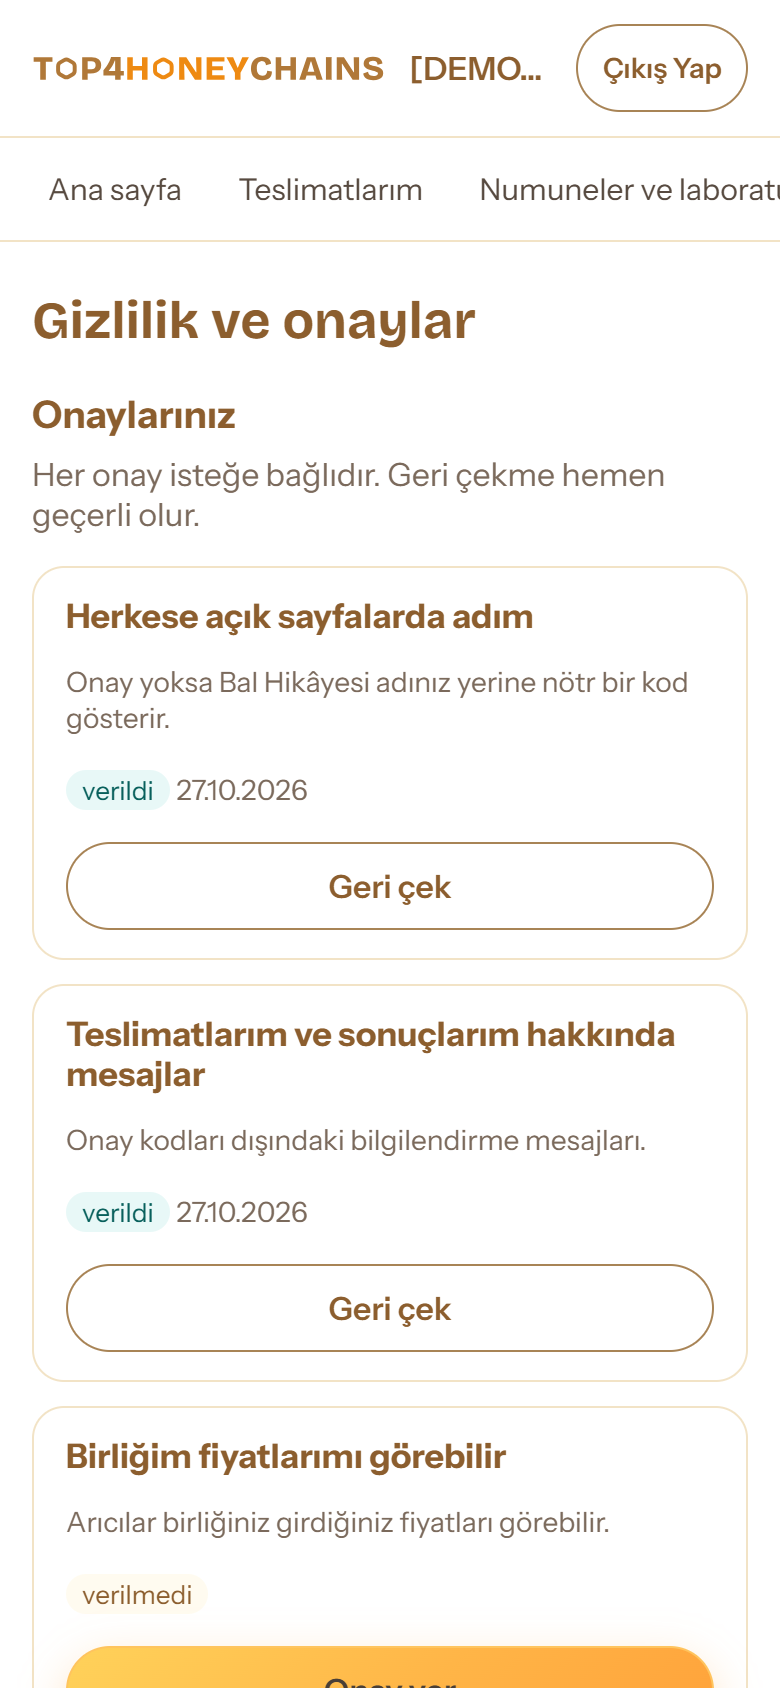 TOP4HONEYCHAINS [DEMO... Çıkış Yap
Ana sayfa Teslimatlarım Numuneler ve laboratu
Gizlilik ve onaylar
Onaylarınız
Her onay isteğe bağlıdır. Geri çekme hemen
geçerli olur.
Herkese açık sayfalarda adım
Onay yoksa Bal Hikâyesi adınız yerine nötr bir kod
gösterir.
verildi 27.10.2026
Geri çek
Teslimatlarım ve sonuçlarım hakkında
mesajlar
Onay kodları dışındaki bilgilendirme mesajları.
verildi 27.10.2026
Geri çek
Birliğim fiyatlarımı görebilir
Arıcılar birliğiniz girdiğiniz fiyatları görebilir.
verilmedi
Onay ver